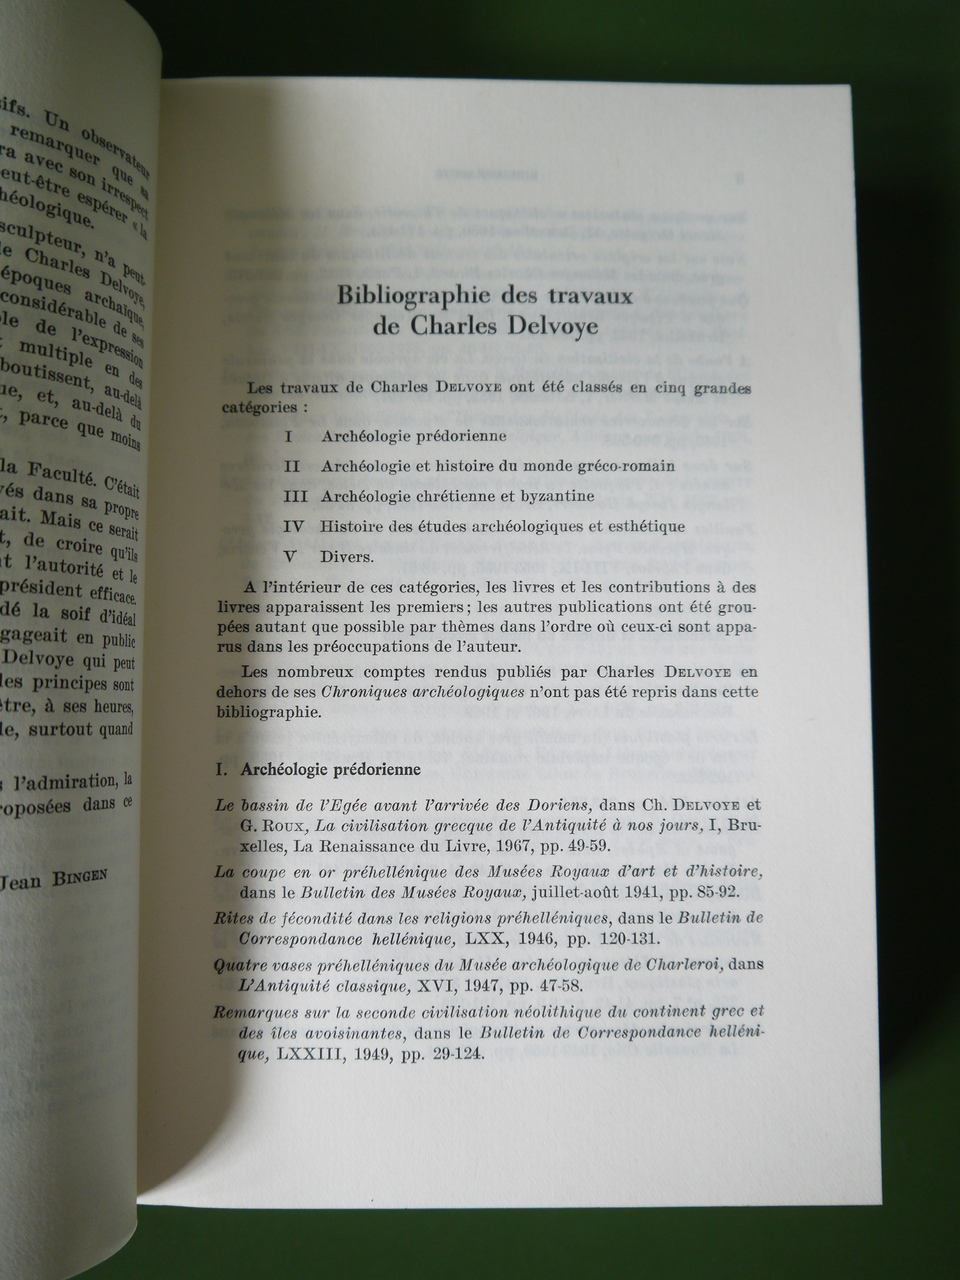 ifs. Un observateur
remarquer que sa
ra avec son irrespect
eut-être espérer « la
héologique.
sculpteur, n'a peut
e Charles Delvoye,
époques archaïque,
considérable de ses
le de l'expression
multiple en des
boutissent, au-delà
ue, et, au-delà du
, parce que moins
la Faculté. C'était
vés dans sa propre
ait. Mais ce serait
t, de croire qu'ils
t l'autorité et le
président efficace.
dé la soif d'idéal
gageait en public
Delvoye qui peut
les principes sont
être, à ses heures,
le, surtout quand
l'admiration, la
roposées dans ce
Jean BINGEN
Bibliographie des travaux
de Charles Delvoye
Les travaux de Charles DELVOYE ont été classés en cinq grandes
catégories :
I Archéologie prédorienne
II Archéologie et histoire du monde gréco-romain
III Archéologie chrétienne et byzantine
IV Histoire des études archéologiques et esthétique
V Divers.
A l'intérieur de ces catégories, les livres et les contributions à des
livres apparaissent les premiers; les autres publications ont été grou-
pées autant que possible par thèmes dans l'ordre où ceux-ci sont appa-
rus dans les préoccupations de l'auteur.
Les nombreux comptes rendus publiés par Charles DELVOYE en
dehors de ses Chroniques archéologiques n'ont pas été repris dans cette
bibliographie.
I. Archéologie prédorienne
Le bassin de l'Egée avant l'arrivée des Doriens, dans Ch. DELVOYE et
G. ROUX, La civilisation grecque de l'Antiquité à nos jours, I, Bru-
xelles, La Renaissance du Livre, 1967, pp. 49-59.
La coupe en or préhellénique des Musées Royaux d'art et d'histoire,
dans le Bulletin des Musées Royaux, juillet-août 1941, pp. 85-92.
Rites de fécondité dans les religions préhelléniques, dans le Bulletin de
Correspondance hellénique, LXX, 1946, pp. 120-131.
Quatre vases préhelléniques du Musée archéologique de Charleroi, dans
L'Antiquité classique, XVI, 1947, pp. 47-58.
Remarques sur la seconde civilisation néolithique du continent grec et
des îles avoisinantes, dans le Bulletin de Correspondance helléni-
que, LXXIII, 1949, pp. 29-124.